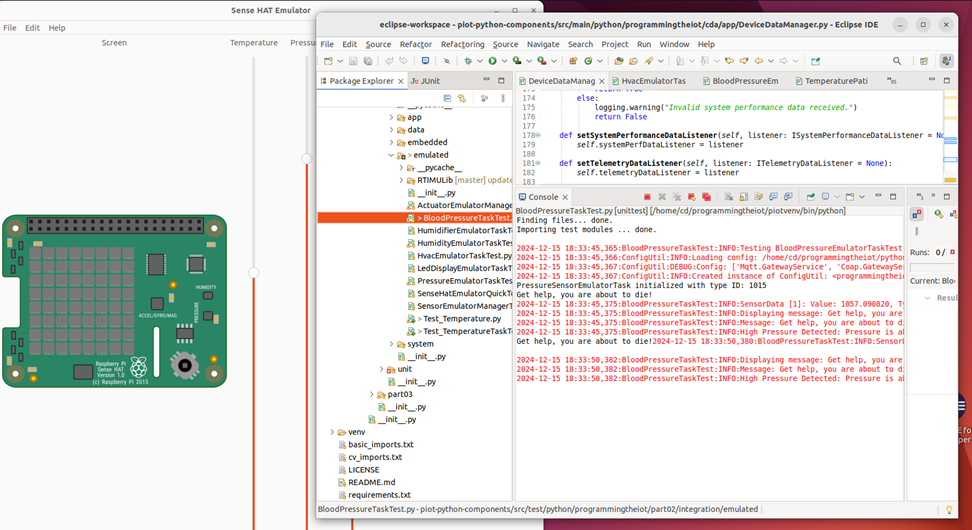 Sense HAT Emulator
File Edit Help
Screen Temperature Pressu
HUMIDITY
PRESSURE
ACCEL/GYRO/MAG
Raspberry Pi
Sense HAT
Version 1.0
(c) Raspberry Pi 2015
eclipse-workspace - piot-python-components/src/main/python/programmingtheiot/cda/app/DeviceDataManager.py - Eclipse IDE
File Edit Source Refactor Refactoring Source Navigate Search Project Run Window Help
Package Explorer JUnit
__pycache__
app
data
embedded
> emulated
__pycache__
RTIMULib [master] update
__init__.py
ActuatorEmulatorManage
> BloodPressureTaskTest.
HumidifierEmulatorTaskT
HumidityEmulatorTaskTe
HvacEmulatorTaskTest.py
LedDisplayEmulatorTaskT
PressureEmulatorTaskTes
SenseHatEmulatorQuickTe
SensorEmulatorManagerT
> Test_Temperature.py
> Test_TemperatureTaskT
system
__init__.py
unit
__init__.py
part03
__init__.py
__init__.py
venv
basic_imports.txt
cv_imports.txt
LICENSE
README.md
requirements.txt
DeviceDataManag HvacEmulatorTas BloodPressureEm TemperaturePati
173 return True
174 else:
175 logging.warning("Invalid system performance data received.")
176 return False
177
178 def setSystemPerformanceDataListener(self, listener: ISystemPerformanceDataListener = No
179 self.systemPerfDataListener = listener
180
181 def setTelemetryDataListener(self, listener: ITelemetryDataListener = None):
182 self.telemetryDataListener = listener
183
Console
BloodPressureTaskTest.py [unittest] [/home/cd/programmingtheiot/piotvenv/bin/python]
Finding files... done.
Importing test modules ... done.
2024-12-15 18:33:45,365:BloodPressureTaskTest:INFO:Testing BloodPressureEmulatorTask
2024-12-15 18:33:45,366:ConfigUtil:INFO:Loading config: /home/cd/programmingtheiot/python
2024-12-15 18:33:45,367:ConfigUtil:DEBUG:Config: ['Mqtt.GatewayService', 'Coap.GatewaySer
2024-12-15 18:33:45,367:ConfigUtil:INFO:Created instance of ConfigUtil: <programmingtheio
PressureSensorEmulatorTask initialized with type ID: 1015
Get help, you are about to die!
2024-12-15 18:33:45,375:BloodPressureTaskTest:INFO:SensorData [1]: Value: 1057.090820, Ty
2024-12-15 18:33:45,375:BloodPressureTaskTest:INFO:Displaying message: Get help, you are
2024-12-15 18:33:45,375:BloodPressureTaskTest:INFO:Message: Get help, you are about to di
2024-12-15 18:33:45,375:BloodPressureTaskTest:INFO:High Pressure Detected: Pressure is ab
Get help, you are about to die!2024-12-15 18:33:50,380:BloodPressureTaskTest:INFO:SensorD
2024-12-15 18:33:50,382:BloodPressureTaskTest:INFO:Displaying message: Get help, you are
2024-12-15 18:33:50,382:BloodPressureTaskTest:INFO:Message: Get help, you are about to di
2024-12-15 18:33:50,382:BloodPressureTaskTest:INFO:High Pressure Detected: Pressure is ab
Runs: 0/
Current: Blo
Resul
BloodPressureTaskTest.py - piot-python-components/src/test/python/programmingtheiot/part02/integration/emulated